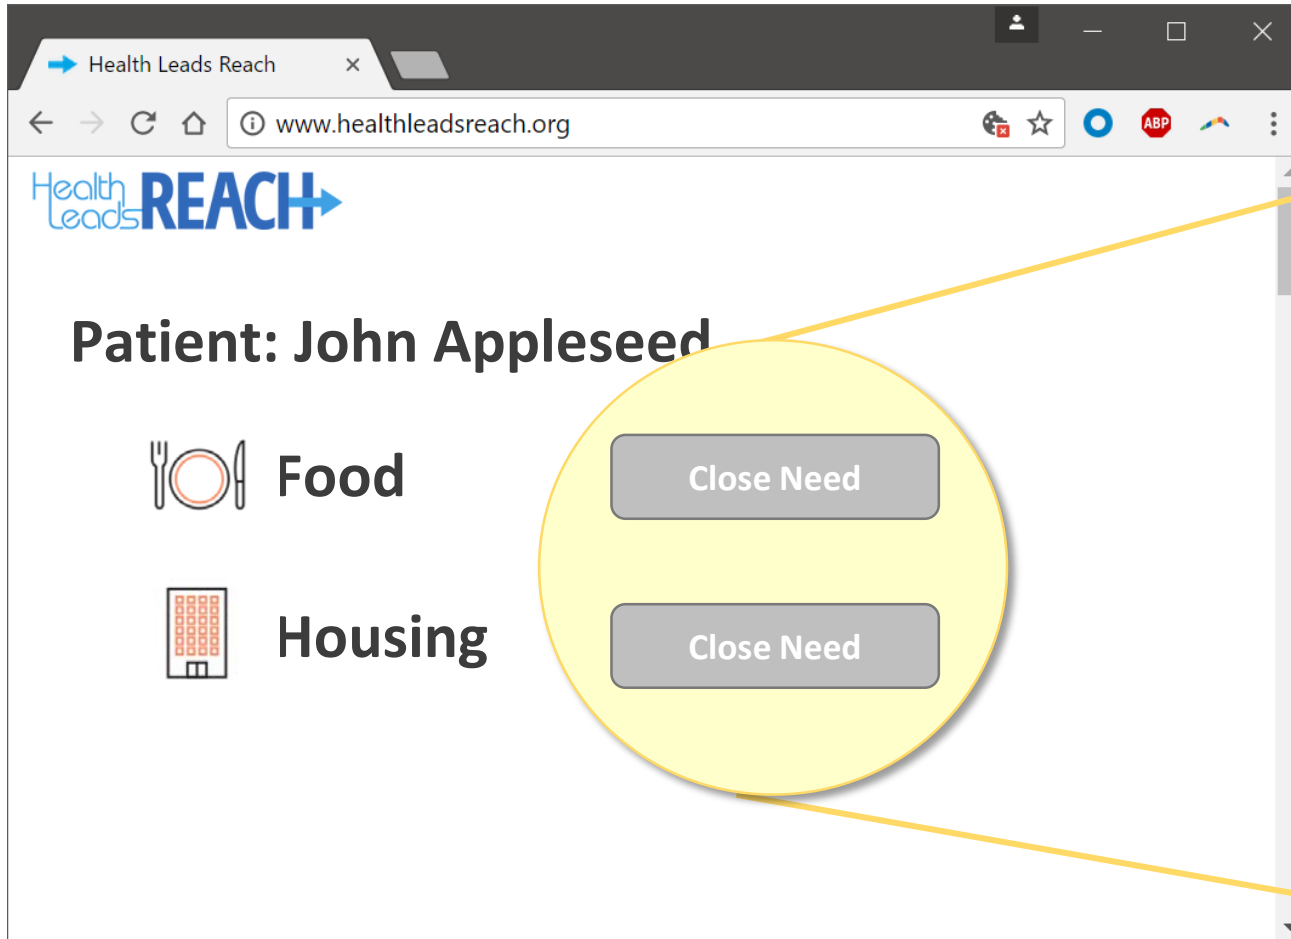 Health Leads Reach
www.healthleadsreach.org
ABP
Health
Leads REACH
Patient: John Appleseed
Food
Close Need
Housing
Close Need